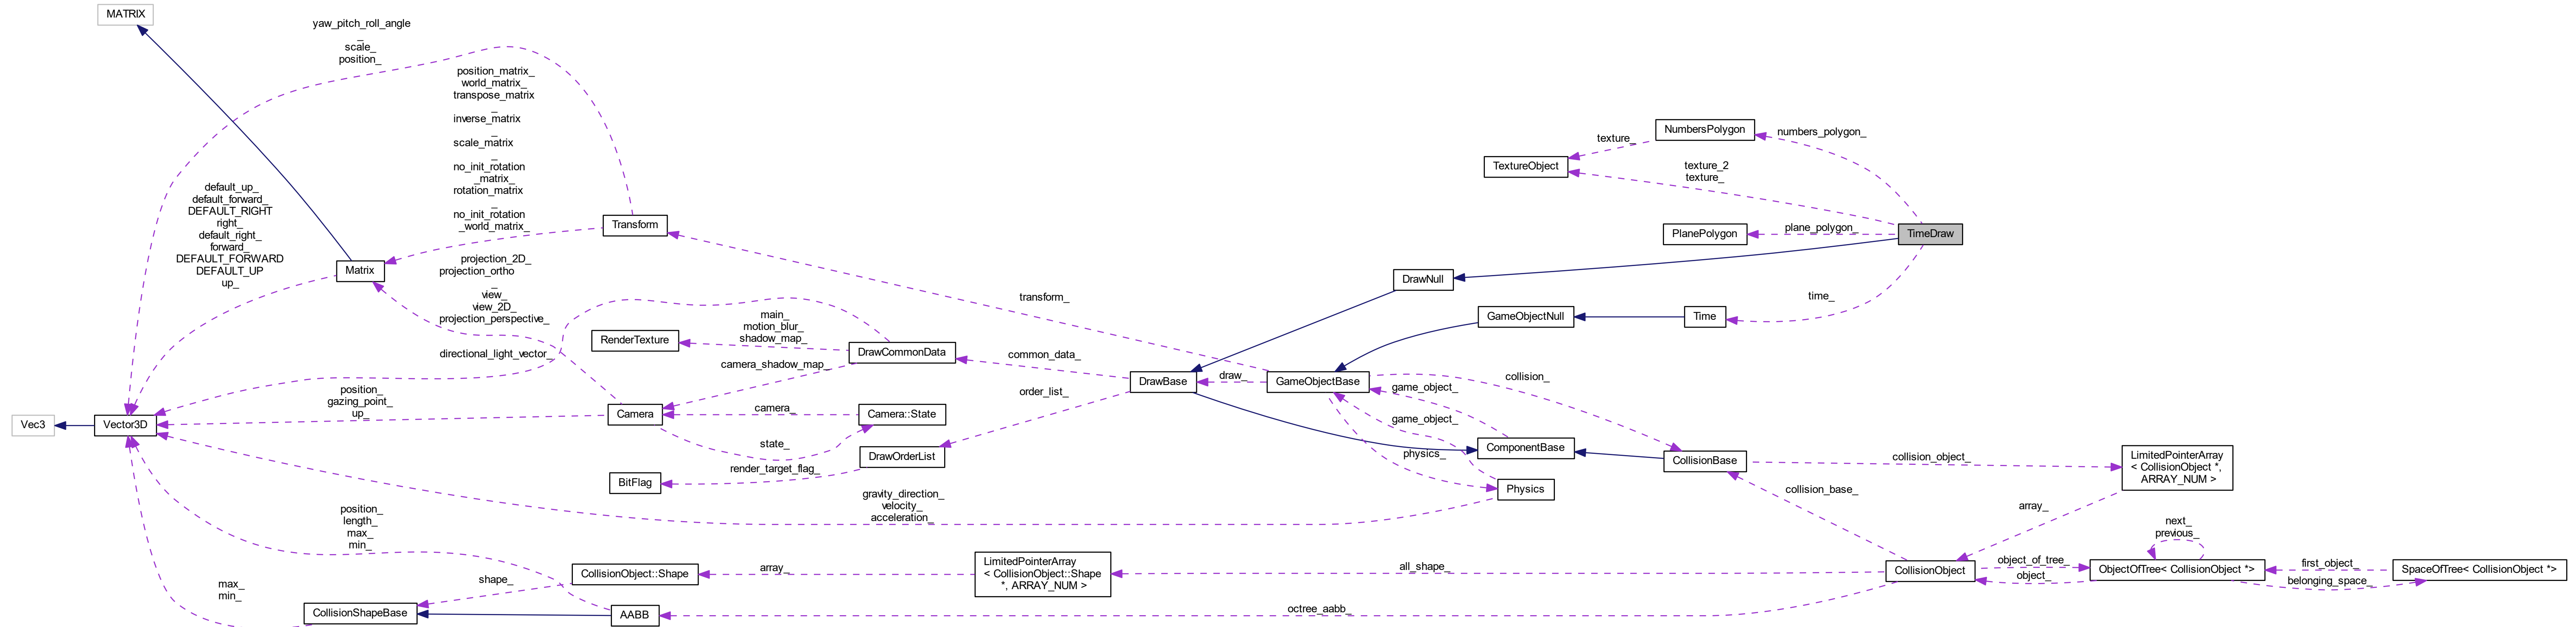 MATRIX
yaw_pitch_roll_angle
_
scale_
position_
position_matrix_
world_matrix_
transpose_matrix
_
inverse_matrix
_
scale_matrix
_
no_init_rotation
_matrix_
rotation_matrix
_
no_init_rotation
_world_matrix_
default_up_
default_forward_
DEFAULT_RIGHT
right_
default_right_
forward_
DEFAULT_FORWARD
DEFAULT_UP
up_
Transform
Matrix
projection_2D_
projection_ortho
_
view_
view_2D_
projection_perspective_
directional_light_vector_
position_
gazing_point_
up_
Vec3
Vector3D
RenderTexture
main_
motion_blur_
shadow_map_
DrawCommonData
camera_shadow_map_
Camera
camera_
Camera::State
state_
DrawOrderList
render_target_flag_
BitFlag
common_data_
order_list_
transform_
DrawBase
draw_
GameObjectBase
DrawNull
GameObjectNull
Time
time_
TimeDraw
numbers_polygon_
NumbersPolygon
texture_
TextureObject
texture_2
texture_
PlanePolygon
plane_polygon_
collision_
game_object_
game_object_
physics_
ComponentBase
Physics
CollisionBase
collision_object_
collision_base_
LimitedPointerArray
< CollisionObject *,
ARRAY_NUM >
array_
gravity_direction_
velocity_
acceleration_
position_
length_
max_
min_
max_
min_
CollisionShapeBase
shape_
CollisionObject::Shape
array_
LimitedPointerArray
< CollisionObject::Shape
*, ARRAY_NUM >
all_shape_
AABB
octree_aabb_
CollisionObject
object_of_tree_
object_
next_
previous_
ObjectOfTree< CollisionObject *>
first_object_
belonging_space_
SpaceOfTree< CollisionObject *>